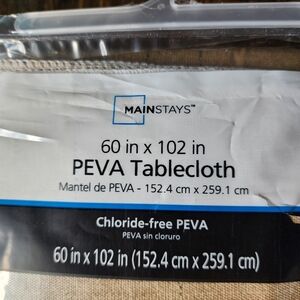 MAINSTAYS™
60 in x 102 in
PEVA Tablecloth
Mantel de PEVA - 152.4 cm x 259.1 cm
Chloride-free PEVA
PEVA sin cloruro
60 in x 102 in (152.4 cm x 259.1 cm)